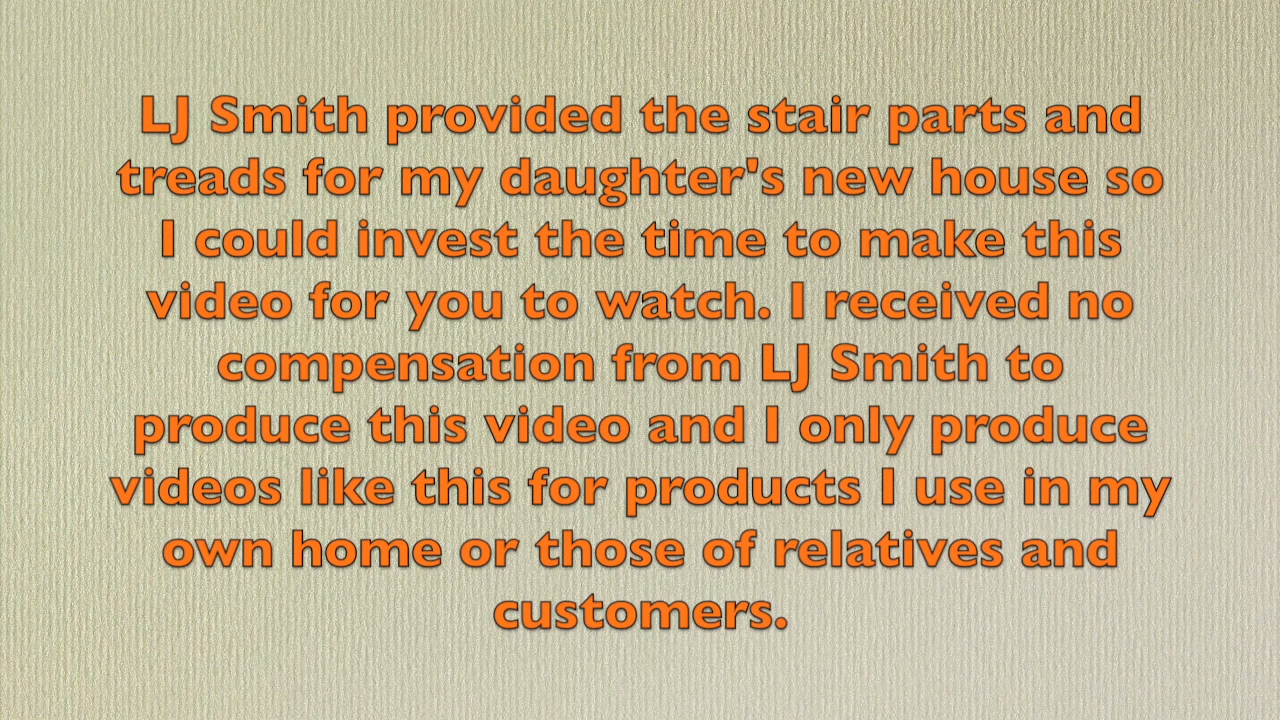 LJ Smith provided the stair parts and
treads for my daughter's new house so
I could invest the time to make this
video for you to watch. I received no
compensation from LJ Smith to
produce this video and I only produce
videos like this for products I use in my
own home or those of relatives and
customers.